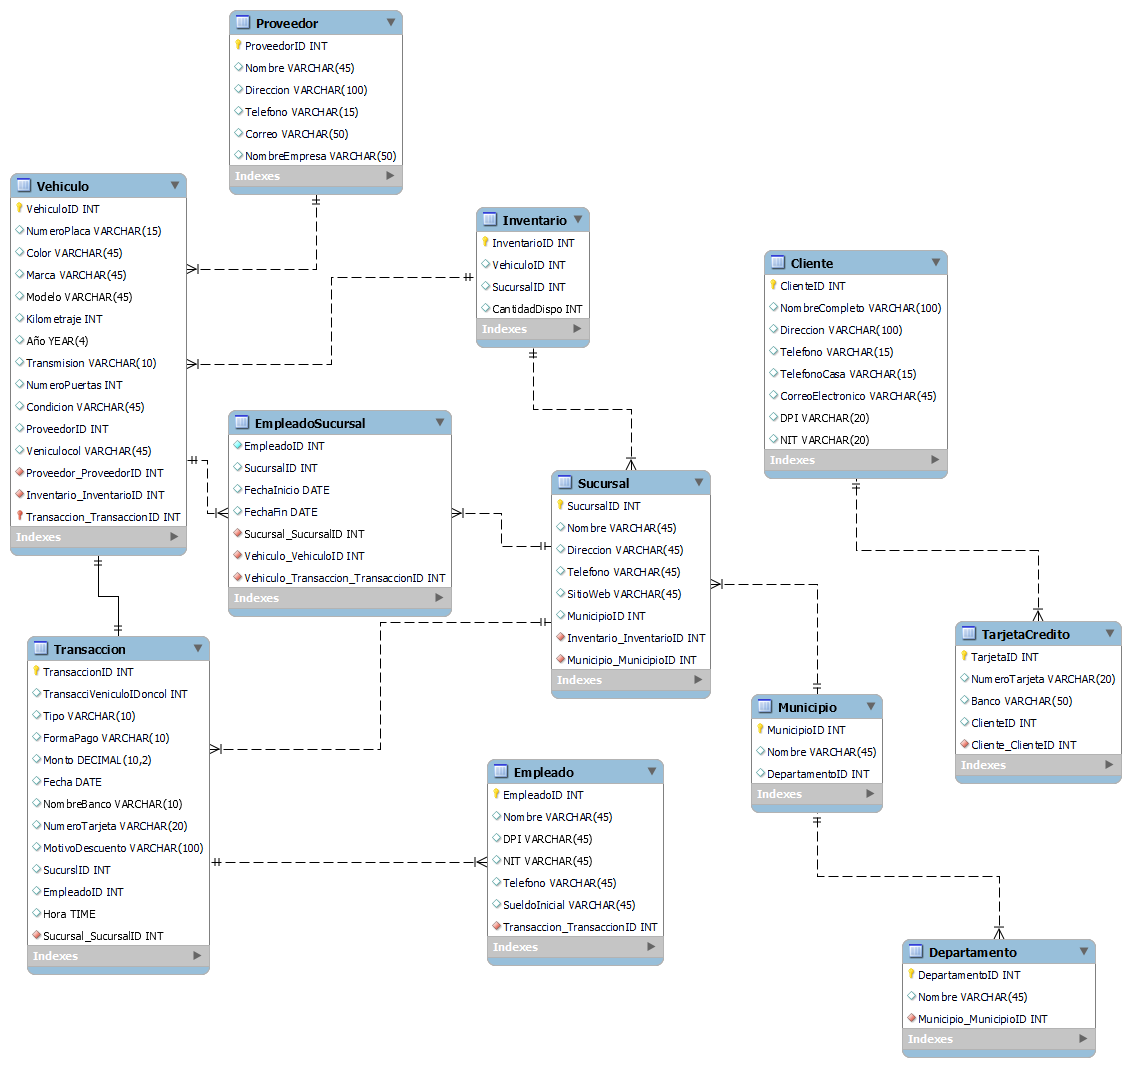 Proveedor
ProveedorID INT
Nombre VARCHAR(45)
Direccion VARCHAR(100)
Telefono VARCHAR(15)
Correo VARCHAR(50)
NombreEmpresa VARCHAR(50)
Indexes
Vehiculo
VehiculoID INT
NumeroPlaca VARCHAR(15)
Color VARCHAR(45)
Marca VARCHAR(45)
Modelo VARCHAR(45)
Kilometraje INT
Año YEAR(4)
Transmision VARCHAR(10)
NumeroPuertas INT
Condicion VARCHAR(45)
ProveedorID INT
Veniculocol VARCHAR(45)
Proveedor_ProveedorID INT
Inventario_InventarioID INT
Transaccion_TransaccionID INT
Indexes
Inventario
InventarioID INT
VehiculoID INT
SucursalID INT
CantidadDispo INT
Indexes
Cliente
ClienteID INT
NombreCompleto VARCHAR(100)
Direccion VARCHAR(100)
Telefono VARCHAR(15)
TelefonoCasa VARCHAR(15)
CorreoElectronico VARCHAR(45)
DPI VARCHAR(20)
NIT VARCHAR(20)
Indexes
EmpleadoSucursal
EmpleadoID INT
SucursalID INT
FechaInicio DATE
FechaFin DATE
Sucursal_SucursalID INT
Vehiculo_VehiculoID INT
Vehiculo_Transaccion_TransaccionID INT
Indexes
Sucursal
SucursalID INT
Nombre VARCHAR(45)
Direccion VARCHAR(45)
Telefono VARCHAR(45)
SitioWeb VARCHAR(45)
MunicipioID INT
Inventario_InventarioID INT
Municipio_MunicipioID INT
Indexes
TarjetaCredito
TarjetaID INT
NumeroTarjeta VARCHAR(20)
Banco VARCHAR(50)
ClienteID INT
Cliente_ClienteID INT
Indexes
Transaccion
TransaccionID INT
TransacciVeniculoIDoncol INT
Tipo VARCHAR(10)
FormaPago VARCHAR(10)
Monto DECIMAL(10,2)
Fecha DATE
NombreBanco VARCHAR(10)
NumeroTarjeta VARCHAR(20)
MotivoDescuento VARCHAR(100)
SucurslID INT
EmpleadoID INT
Hora TIME
Sucursal_SucursalID INT
Indexes
Municipio
MunicipioID INT
Nombre VARCHAR(45)
DepartamentoID INT
Indexes
Empleado
EmpleadoID INT
Nombre VARCHAR(45)
DPI VARCHAR(45)
NIT VARCHAR(45)
Telefono VARCHAR(45)
SueldoInicial VARCHAR(45)
Transaccion_TransaccionID INT
Indexes
Departamento
DepartamentoID INT
Nombre VARCHAR(45)
Municipio_MunicipioID INT
Indexes